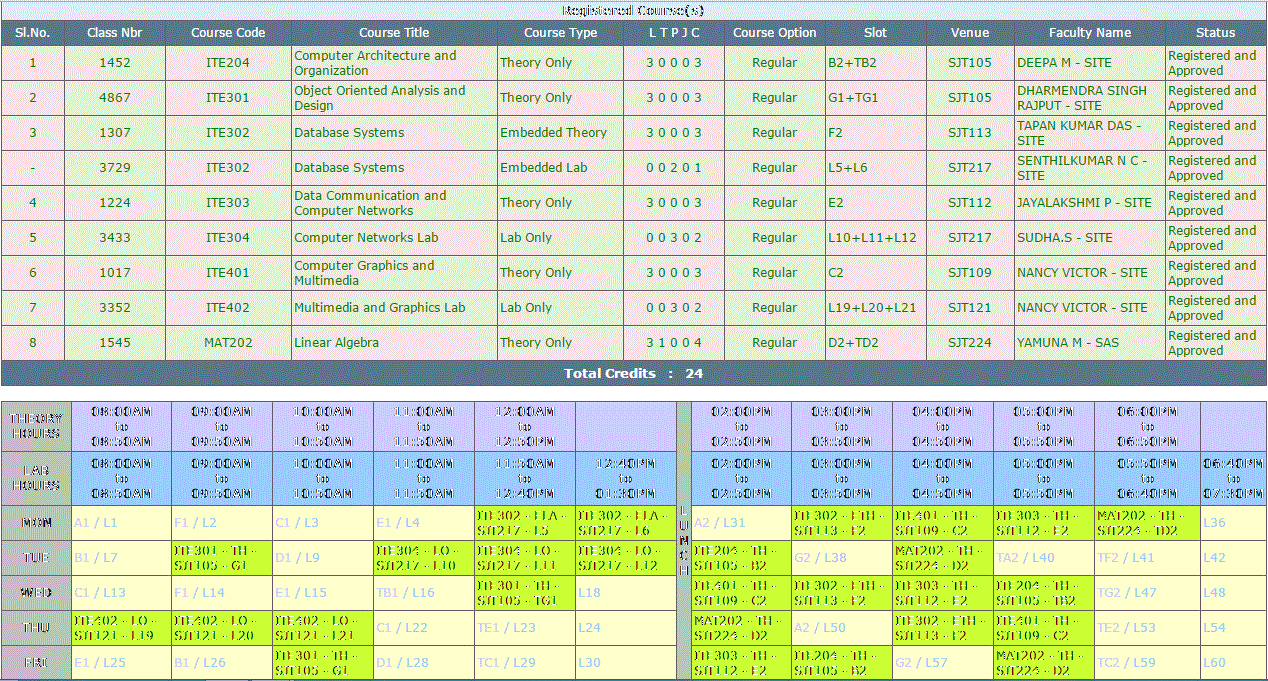 Registered Course(s)
Sl.No. Class Nbr Course Code Course Title Course Type L T P J C Course Option Slot Venue Faculty Name Status
1 1452 ITE204 Computer Architecture and Organization Theory Only 3 0 0 0 3 Regular B2+TB2 SJT105 DEEPA M - SITE Registered and Approved
2 4867 ITE301 Object Oriented Analysis and Design Theory Only 3 0 0 0 3 Regular G1+TG1 SJT105 DHARMENDRA SINGH RAJPUT - SITE Registered and Approved
3 1307 ITE302 Database Systems Embedded Theory 3 0 0 0 3 Regular F2 SJT113 TAPAN KUMAR DAS - SITE Registered and Approved
- 3729 ITE302 Database Systems Embedded Lab 0 0 2 0 1 Regular L5+L6 SJT217 SENTHILKUMAR N C - SITE Registered and Approved
4 1224 ITE303 Data Communication and Computer Networks Theory Only 3 0 0 0 3 Regular E2 SJT112 JAYALAKSHMI P - SITE Registered and Approved
5 3433 ITE304 Computer Networks Lab Lab Only 0 0 3 0 2 Regular L10+L11+L12 SJT217 SUDHA.S - SITE Registered and Approved
6 1017 ITE401 Computer Graphics and Multimedia Theory Only 3 0 0 0 3 Regular C2 SJT109 NANCY VICTOR - SITE Registered and Approved
7 3352 ITE402 Multimedia and Graphics Lab Lab Only 0 0 3 0 2 Regular L19+L20+L21 SJT121 NANCY VICTOR - SITE Registered and Approved
8 1545 MAT202 Linear Algebra Theory Only 3 1 0 0 4 Regular D2+TD2 SJT224 YAMUNA M - SAS Registered and Approved
Total Credits : 24
THEORY HOURS 08:00AM to 08:50AM 09:00AM to 09:50AM 10:00AM to 10:50AM 11:00AM to 11:50AM 12:00AM to 12:50PM LUNCH 02:00PM to 02:50PM 03:00PM to 03:50PM 04:00PM to 04:50PM 05:00PM to 05:50PM 06:00PM to 06:50PM
LAB HOURS 08:00AM to 08:50AM 09:00AM to 09:50AM 10:00AM to 10:50AM 11:00AM to 11:50AM 11:50AM to 12:40PM 12:40PM to 01:30PM 02:00PM to 02:50PM 03:00PM to 03:50PM 04:00PM to 04:50PM 05:00PM to 05:50PM 05:50PM to 06:40PM 06:40PM to 07:30PM
MON A1 / L1 F1 / L2 C1 / L3 E1 / L4 ITE302 - ELA - SJT217 - L5 ITE302 - ELA - SJT217 - L6 A2 / L31 ITE302 - ETH - SJT113 - F2 ITE401 - TH - SJT109 - C2 ITE303 - TH - SJT112 - E2 MAT202 - TH - SJT224 - TD2 L36
TUE B1 / L7 ITE301 - TH - SJT105 - G1 D1 / L9 ITE304 - LO - SJT217 - L10 ITE304 - LO - SJT217 - L11 ITE304 - LO - SJT217 - L12 ITE204 - TH - SJT105 - B2 G2 / L38 MAT202 - TH - SJT224 - D2 TA2 / L40 TF2 / L41 L42
WED C1 / L13 F1 / L14 E1 / L15 TB1 / L16 ITE301 - TH - SJT105 - TG1 L18 ITE401 - TH - SJT109 - C2 ITE302 - ETH - SJT113 - F2 ITE303 - TH - SJT112 - E2 ITE204 - TH - SJT105 - TB2 TG2 / L47 L48
THU ITE402 - LO - SJT121 - L19 ITE402 - LO - SJT121 - L20 ITE402 - LO - SJT121 - L21 C1 / L22 TE1 / L23 L24 MAT202 - TH - SJT224 - D2 A2 / L50 ITE302 - ETH - SJT113 - F2 ITE401 - TH - SJT109 - C2 TE2 / L53 L54
FRI E1 / L25 B1 / L26 ITE301 - TH - SJT105 - G1 D1 / L28 TC1 / L29 L30 ITE303 - TH - SJT112 - E2 ITE204 - TH - SJT105 - B2 G2 / L57 MAT202 - TH - SJT224 - D2 TC2 / L59 L60